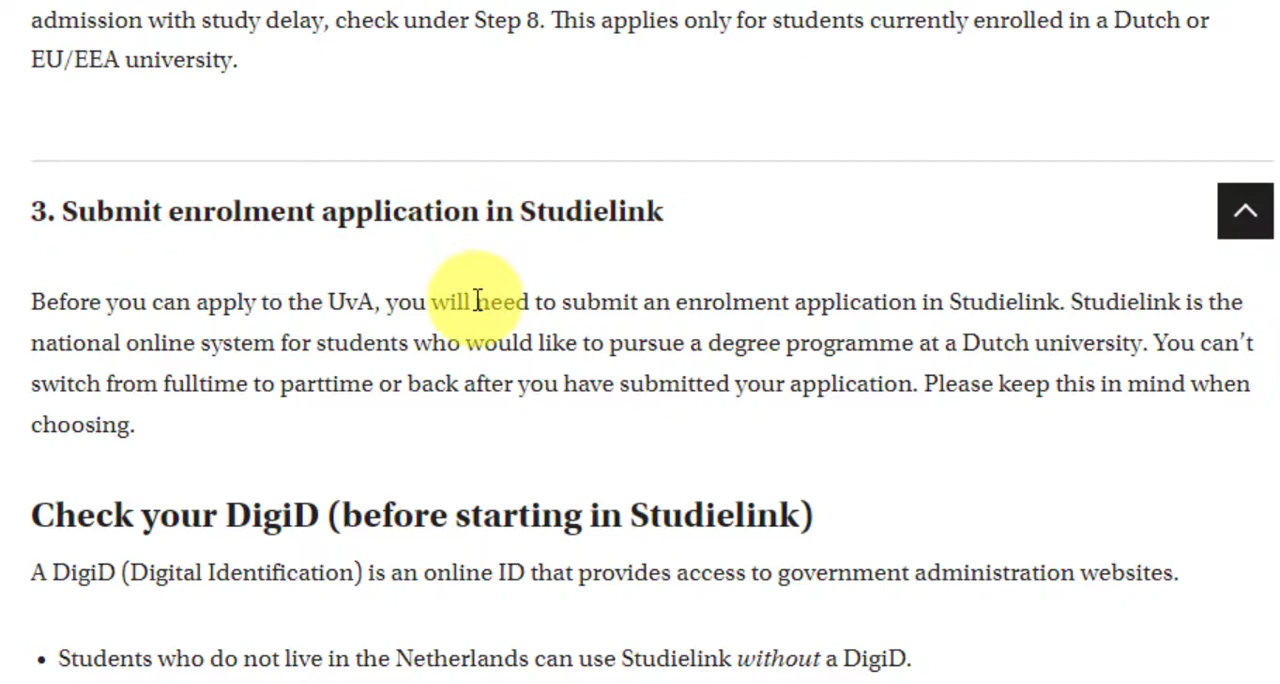 admission with study delay, check under Step 8. This applies only for students currently enrolled in a Dutch or
EU/EEA university.
3. Submit enrolment application in Studielink
Before you can apply to the UvA, you will need to submit an enrolment application in Studielink. Studielink is the
national online system for students who would like to pursue a degree programme at a Dutch university. You can’t
switch from fulltime to parttime or back after you have submitted your application. Please keep this in mind when
choosing.
Check your DigiD (before starting in Studielink)
A DigiD (Digital Identification) is an online ID that provides access to government administration websites.
• Students who do not live in the Netherlands can use Studielink without a DigiD.